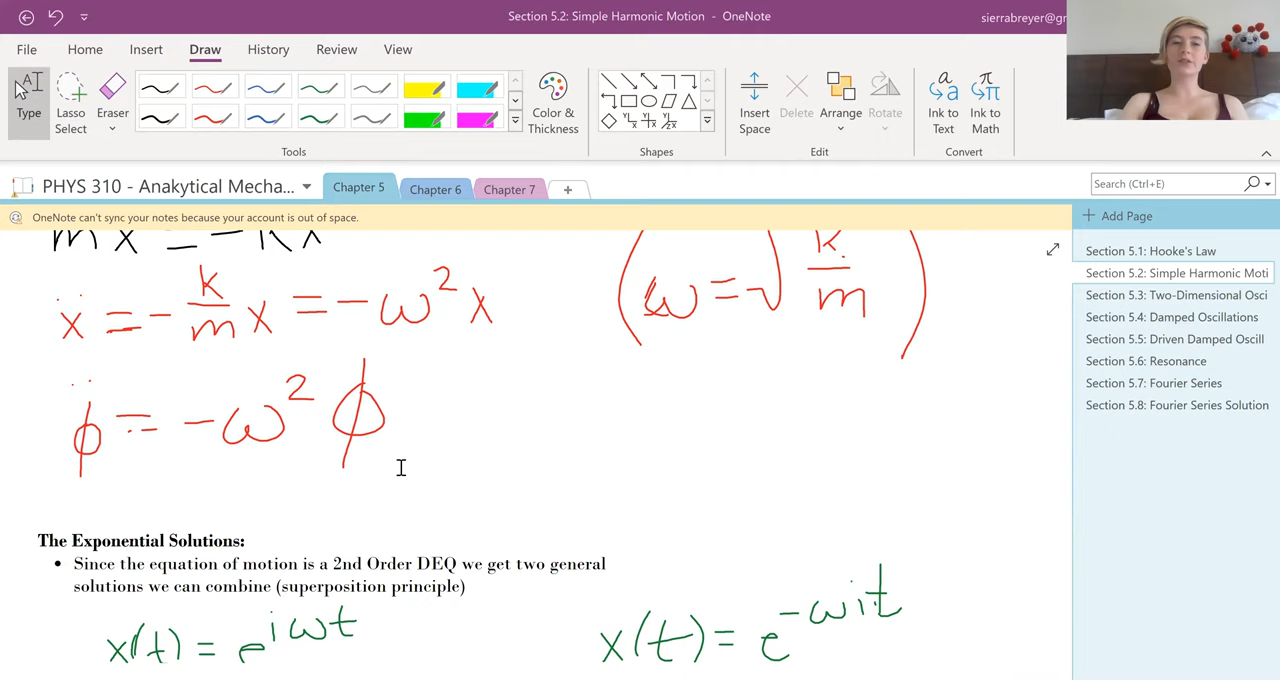 Section 5.2: Simple Harmonic Motion - OneNote
sierrabreyer@gr
File Home Insert Draw History Review View
Type
Lasso Select
Eraser
Color & Thickness
Insert Space
Delete
Arrange
Rotate
Ink to Text
Ink to Math
Tools
Shapes
Edit
Convert
PHYS 310 - Anakytical Mecha...
Chapter 5
Chapter 6
Chapter 7
Search (Ctrl+E)
OneNote can't sync your notes because your account is out of space.
Add Page
Section 5.1: Hooke's Law
Section 5.2: Simple Harmonic Moti
Section 5.3: Two-Dimensional Osci
Section 5.4: Damped Oscillations
Section 5.5: Driven Damped Oscill
Section 5.6: Resonance
Section 5.7: Fourier Series
Section 5.8: Fourier Series Solution
mẍ = -kx
ẍ = -k/m x = -ω² x
(ω = √k/m)
φ̈ = -ω² φ
The Exponential Solutions:
• Since the equation of motion is a 2nd Order DEQ we get two general
solutions we can combine (superposition principle)
x(t) = e^iωt
x(t) = e^-ωit